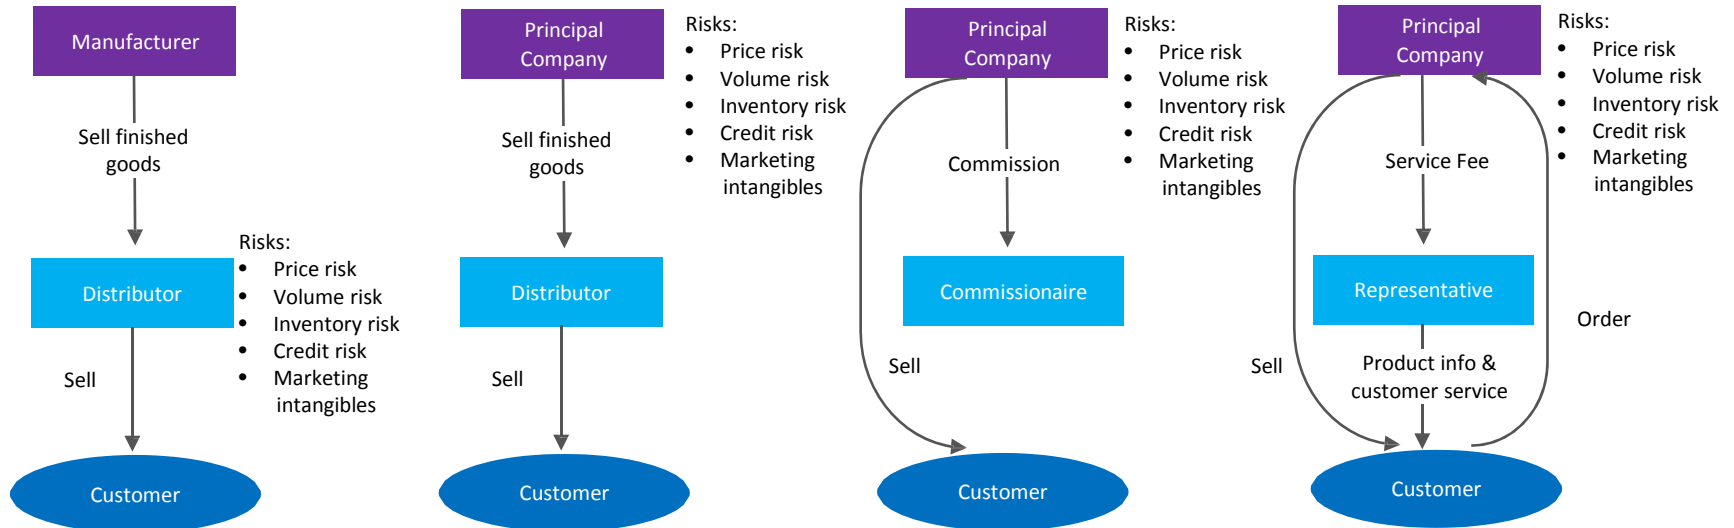 Manufacturer
Sell finished
goods
Distributor
Risks:
• Price risk
• Volume risk
• Inventory risk
• Credit risk
• Marketing
intangibles
Sell
Customer
Principal
Company
Risks:
• Price risk
• Volume risk
• Inventory risk
• Credit risk
• Marketing
intangibles
Sell finished
goods
Distributor
Sell
Customer
Principal
Company
Risks:
• Price risk
• Volume risk
• Inventory risk
• Credit risk
• Marketing
intangibles
Commission
Commissionaire
Sell
Customer
Principal
Company
Risks:
• Price risk
• Volume risk
• Inventory risk
• Credit risk
• Marketing
intangibles
Service Fee
Representative
Order
Sell
Product info &
customer service
Customer